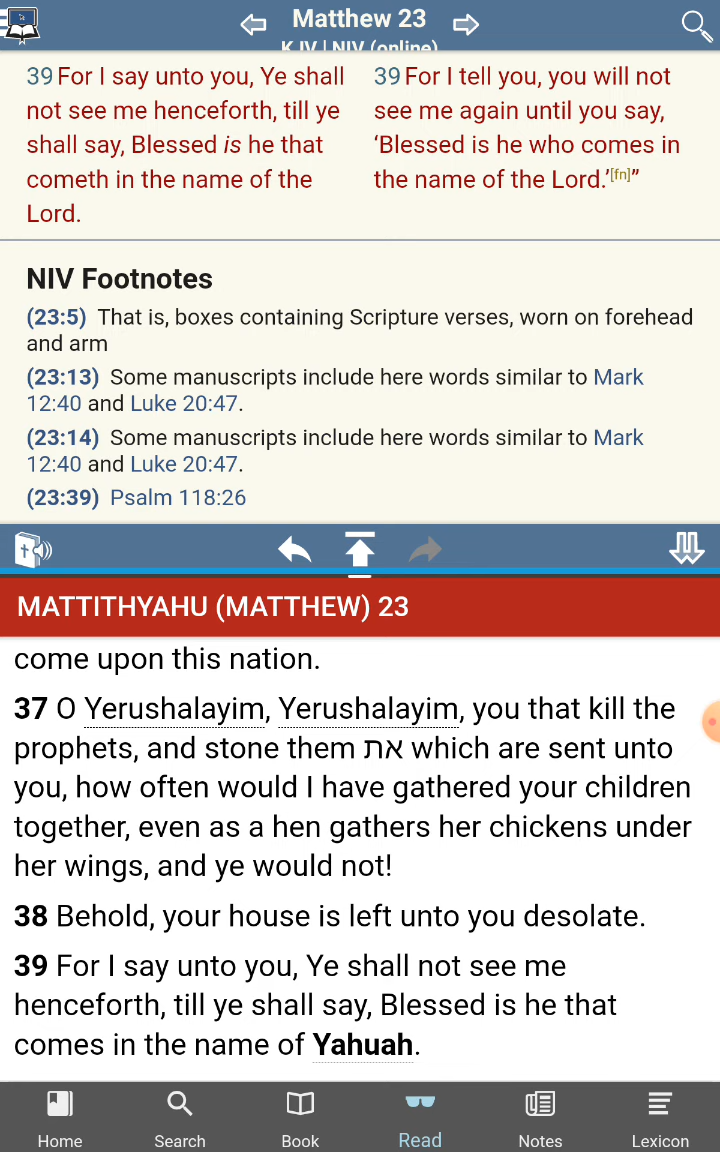 Matthew 23
KJV | NIV (online)
39 For I say unto you, Ye shall
not see me henceforth, till ye
shall say, Blessed is he that
cometh in the name of the
Lord.
39 For I tell you, you will not
see me again until you say,
‘Blessed is he who comes in
the name of the Lord.’[fn]”
NIV Footnotes
(23:5) That is, boxes containing Scripture verses, worn on forehead
and arm
(23:13) Some manuscripts include here words similar to Mark
12:40 and Luke 20:47.
(23:14) Some manuscripts include here words similar to Mark
12:40 and Luke 20:47.
(23:39) Psalm 118:26
MATTITHYAHU (MATTHEW) 23
come upon this nation.
37 O Yerushalayim, Yerushalayim, you that kill the
prophets, and stone them את which are sent unto
you, how often would I have gathered your children
together, even as a hen gathers her chickens under
her wings, and ye would not!
38 Behold, your house is left unto you desolate.
39 For I say unto you, Ye shall not see me
henceforth, till ye shall say, Blessed is he that
comes in the name of Yahuah.
Home Search Book Read Notes Lexicon